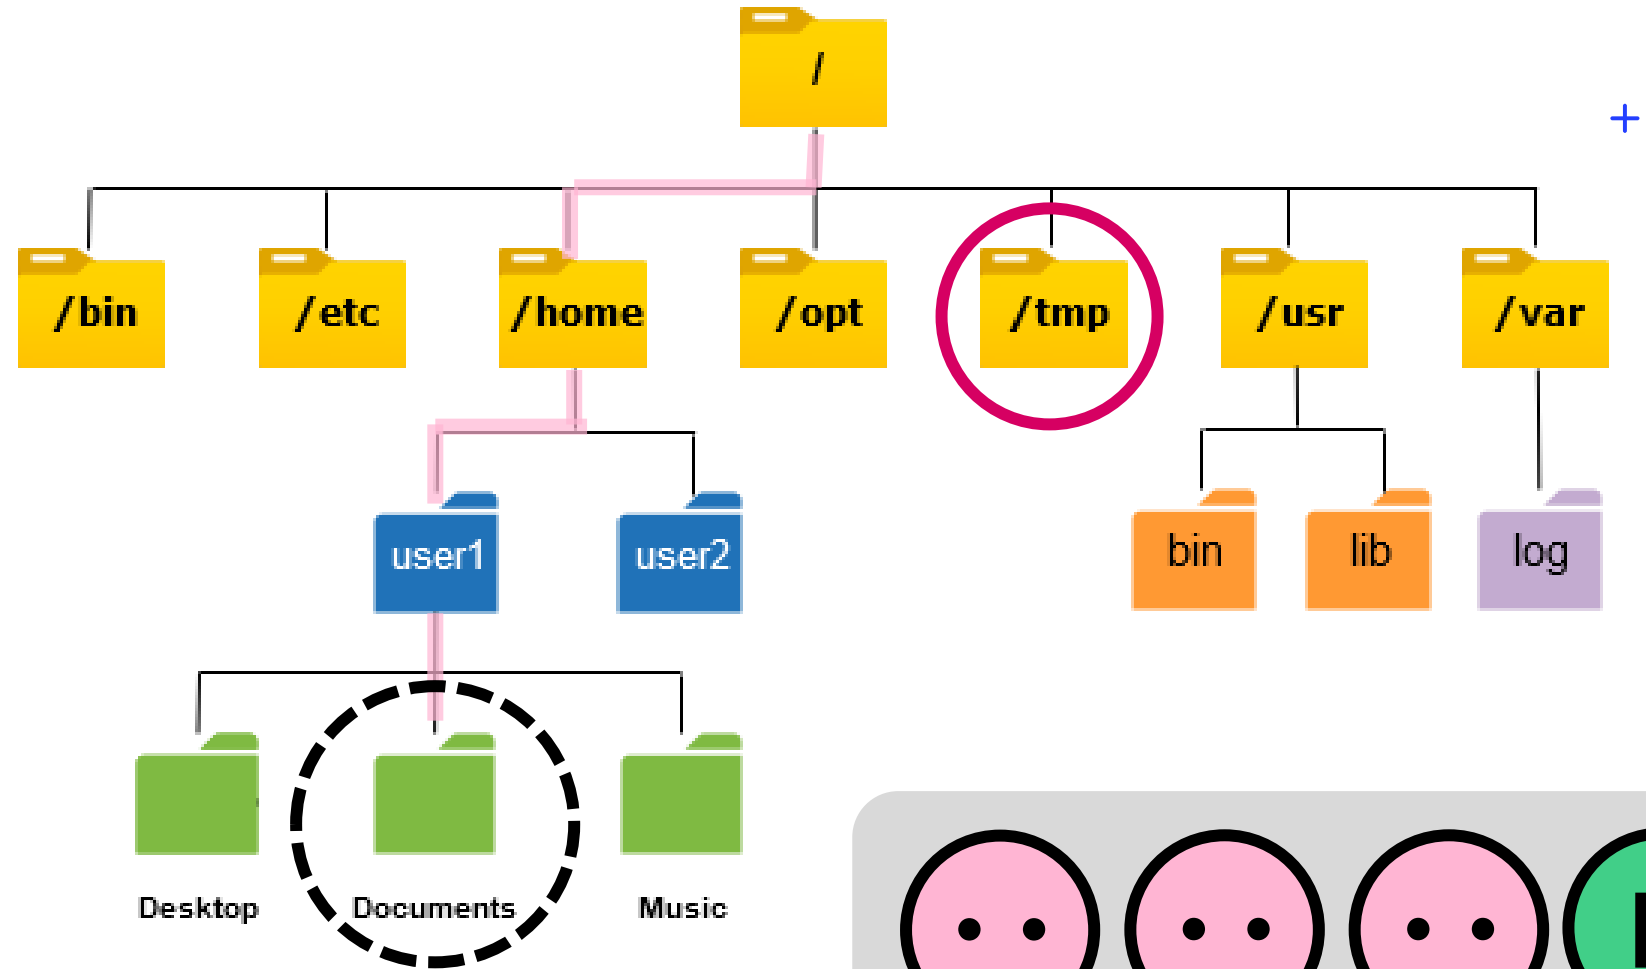 /
/bin
/etc
/home
/opt
/tmp
/usr
/var
user1
user2
bin
lib
log
Desktop
Documents
Music